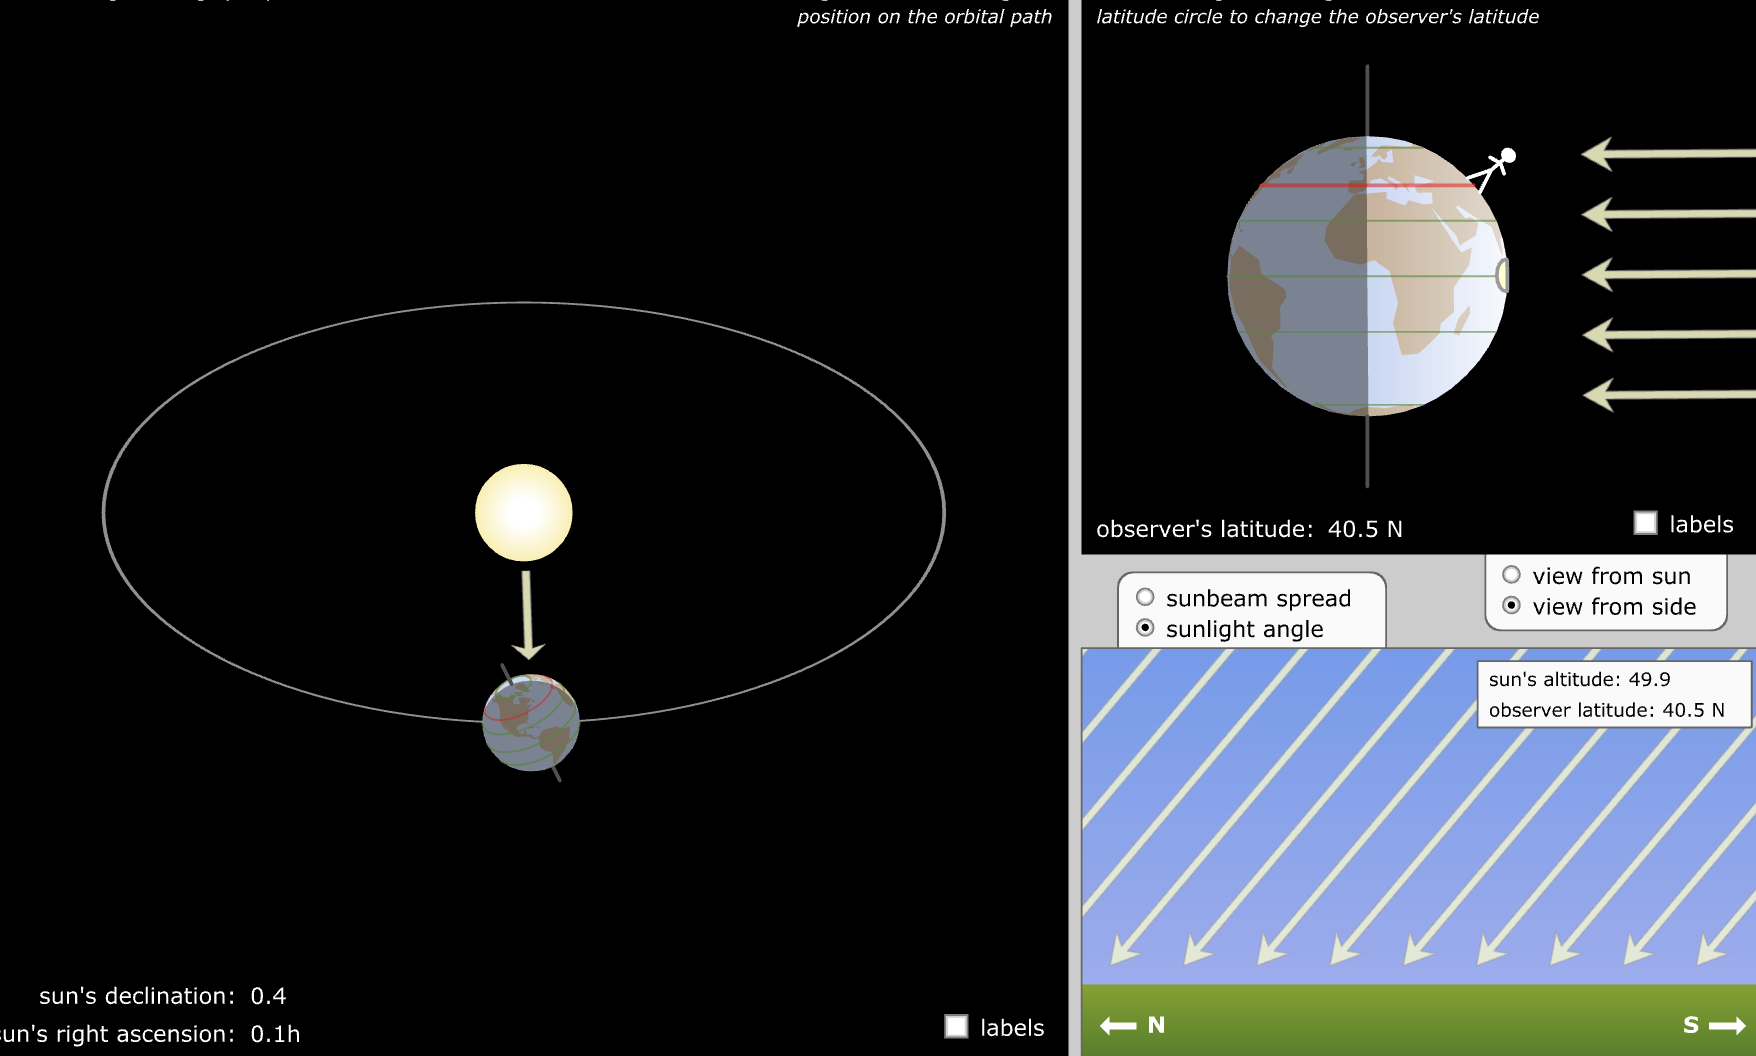 position on the orbital path
latitude circle to change the observer's latitude
observer's latitude: 40.5 N
labels
view from sun
view from side
sunbeam spread
sunlight angle
sun's altitude: 49.9
observer latitude: 40.5 N
sun's declination: 0.4
sun's right ascension: 0.1h
labels
N
S